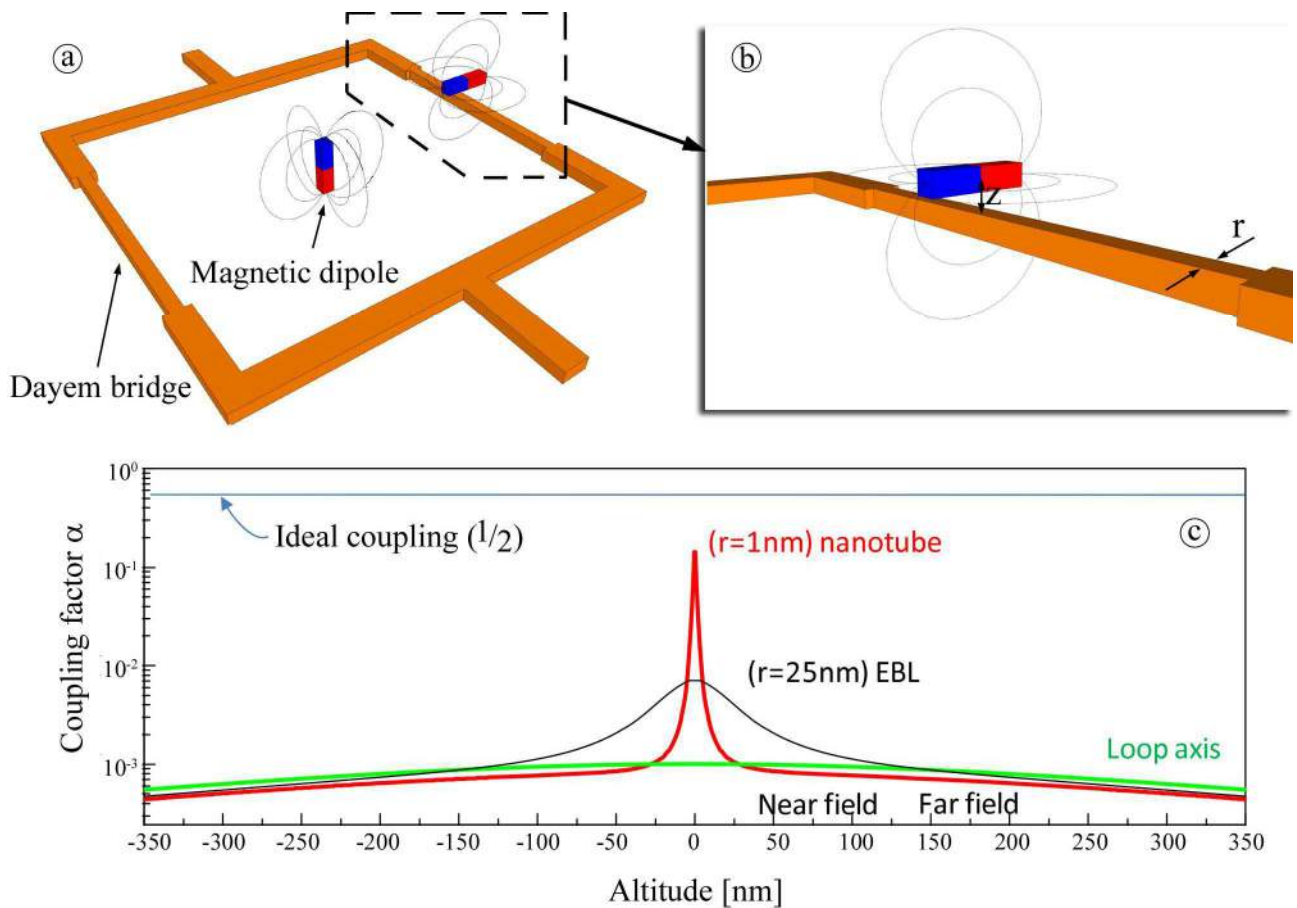 ⓐ
Magnetic dipole
Dayem bridge
ⓑ
z
r
10⁰
10⁻¹
10⁻²
10⁻³
Coupling factor α
Ideal coupling (1/2)
(r=1nm) nanotube
ⓒ
(r=25nm) EBL
Loop axis
Near field Far field
-350 -300 -250 -200 -150 -100 -50 0 50 100 150 200 250 300 350
Altitude [nm]